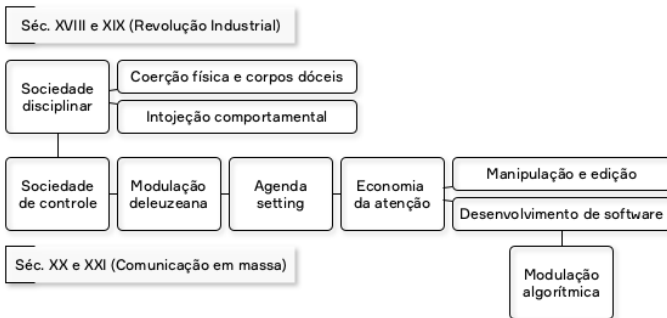 Séc. XVIII e XIX (Revolução Industrial)
Sociedade
disciplinar
Coerção física e corpos dóceis
Intojeção comportamental
Sociedade
de controle
Modulação
deleuzeana
Agenda
setting
Economia
da atenção
Manipulação e edição
Desenvolvimento de software
Séc. XX e XXI (Comunicação em massa)
Modulação
algorítmica